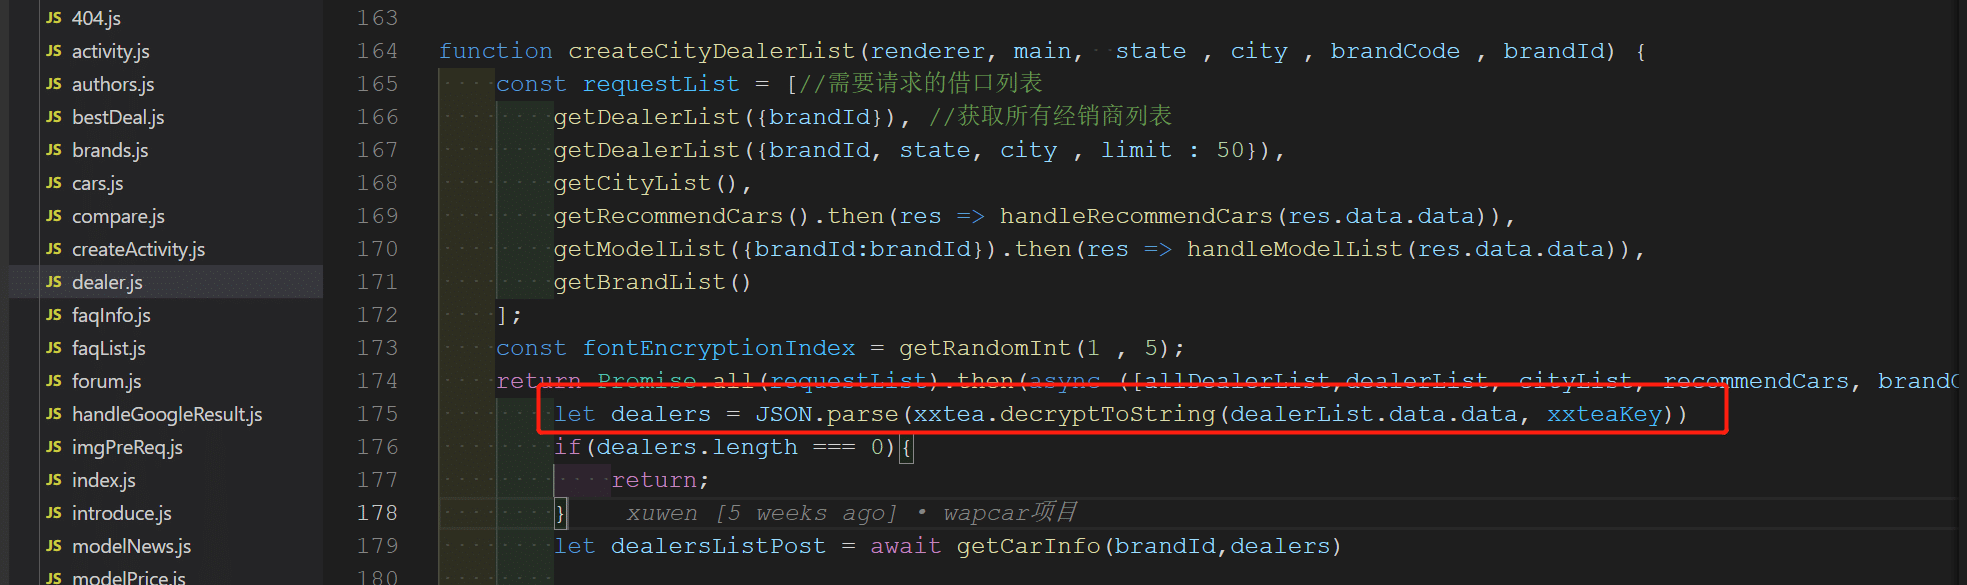 JS 404.js
JS activity.js
JS authors.js
JS bestDeal.js
JS brands.js
JS cars.js
JS compare.js
JS createActivity.js
JS dealer.js
JS faqInfo.js
JS faqList.js
JS forum.js
JS handleGoogleResult.js
JS imgPreReq.js
JS index.js
JS introduce.js
JS modelNews.js
JS modelPrice.js
163
164 function createCityDealerList(renderer, main,  state , city , brandCode , brandId) {
165 const requestList = [//需要请求的借口列表
166 getDealerList({brandId}), //获取所有经销商列表
167 getDealerList({brandId, state, city , limit : 50}),
168 getCityList(),
169 getRecommendCars().then(res => handleRecommendCars(res.data.data)),
170 getModelList({brandId:brandId}).then(res => handleModelList(res.data.data)),
171 getBrandList()
172 ];
173 const fontEncryptionIndex = getRandomInt(1 , 5);
174 return Promise.all(requestList).then(async ([allDealerList,dealerList, cityList, recommendCars, brandC
175 let dealers = JSON.parse(xxtea.decryptToString(dealerList.data.data, xxteaKey))
176 if(dealers.length === 0){
177 return;
178 } xuwen [5 weeks ago] • wapcar项目
179 let dealersListPost = await getCarInfo(brandId,dealers)
180